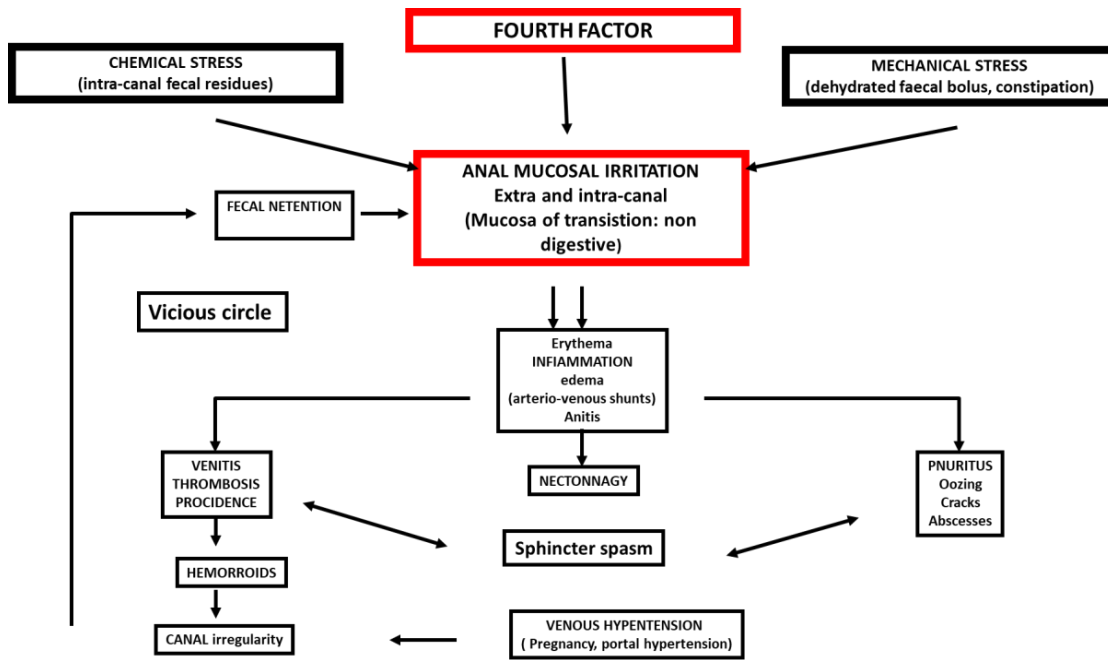 FOURTH FACTOR
CHEMICAL STRESS
(intra-canal fecal residues)
MECHANICAL STRESS
(dehydrated faecal bolus, constipation)
ANAL MUCOSAL IRRITATION
Extra and intra-canal
(Mucosa of transistion: non
digestive)
FECAL NETENTION
Vicious circle
Erythema
INFIAMMATION
edema
(arterio-venous shunts)
Anitis
VENITIS
THROMBOSIS
PROCIDENCE
NECTONNAGY
PNURITUS
Oozing
Cracks
Abscesses
Sphincter spasm
HEMORROIDS
CANAL irregularity
VENOUS HYPENTENSION
( Pregnancy, portal hypertension)